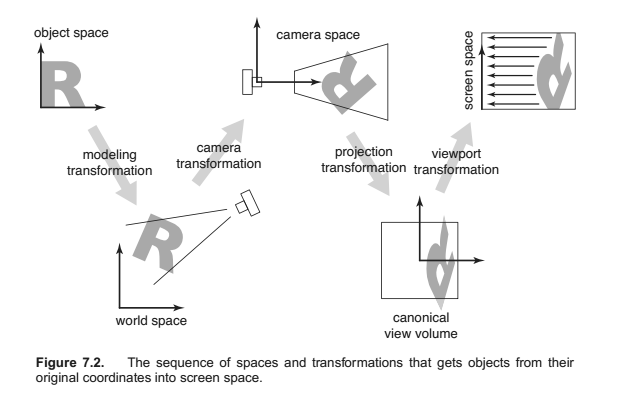 object space
camera space
screen space
R
R
modeling
transformation
camera
transformation
projection
transformation
viewport
transformation
R
R
R
world space
canonical
view volume
Figure 7.2. The sequence of spaces and transformations that gets objects from their
original coordinates into screen space.